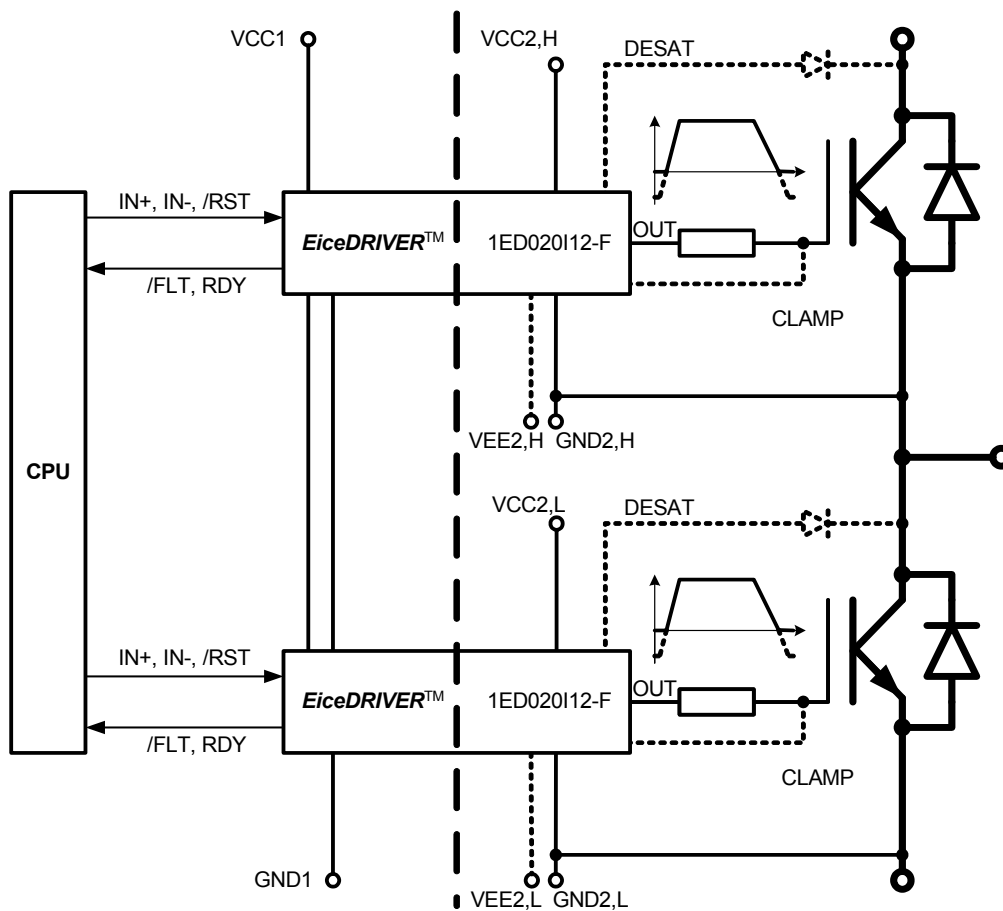 VCC1
VCC2,H
DESAT
IN+, IN-, /RST
EiceDRIVER™
1ED020I12-F
OUT
/FLT, RDY
CLAMP
VEE2,H
GND2,H
CPU
VCC2,L
DESAT
IN+, IN-, /RST
EiceDRIVER™
1ED020I12-F
OUT
/FLT, RDY
CLAMP
GND1
VEE2,L
GND2,L